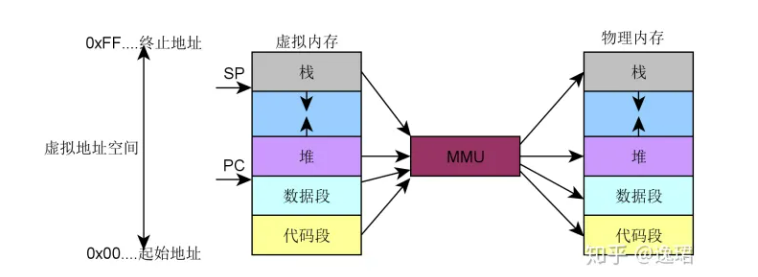 0xFF....终止地址
虚拟内存
物理内存
SP
栈
栈
虚拟地址空间
PC
堆
MMU
堆
数据段
数据段
代码段
代码段
0x00....起始地址
知乎 @逸珺